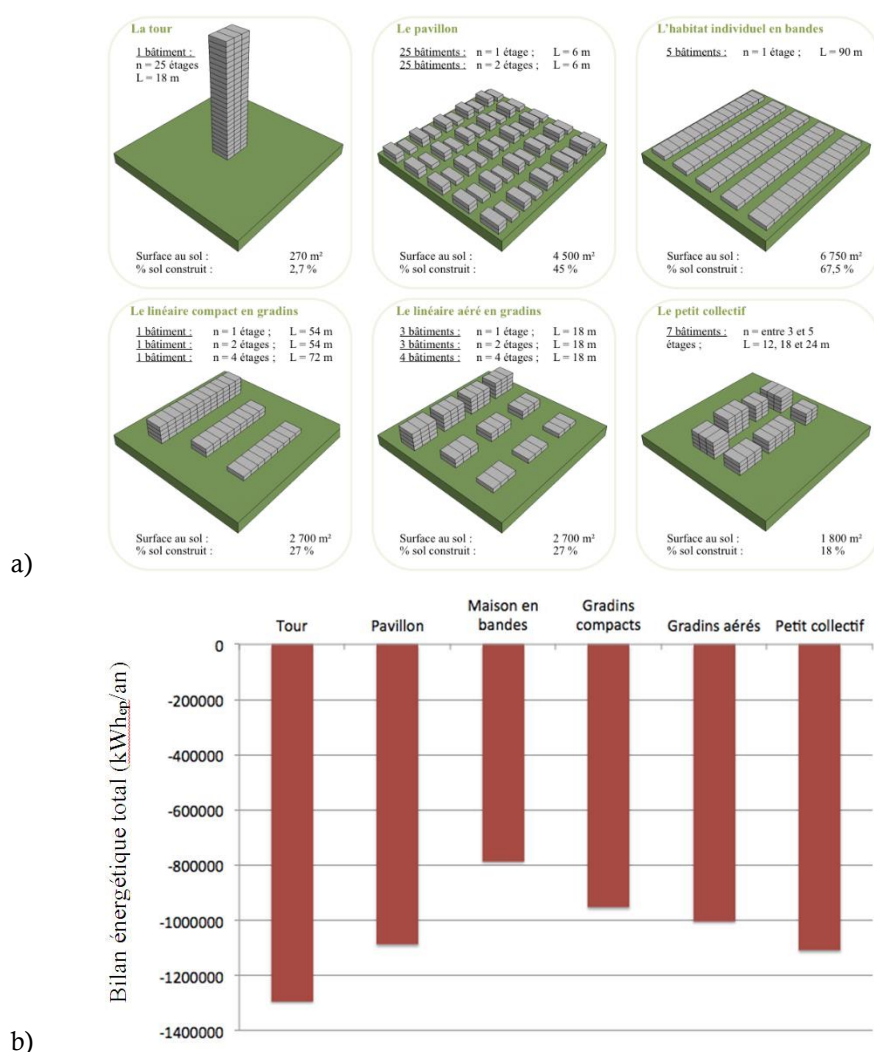 La tour
1 bâtiment :
n = 25 étages
L = 18 m
Surface au sol : 270 m²
% sol construit : 2,7 %
Le pavillon
25 bâtiments : n = 1 étage ; L = 6 m
25 bâtiments : n = 2 étages ; L = 6 m
Surface au sol : 4 500 m²
% sol construit : 45 %
L'habitat individuel en bandes
5 bâtiments : n = 1 étage ; L = 90 m
Surface au sol : 6 750 m²
% sol construit : 67,5 %
Le linéaire compact en gradins
1 bâtiment : n = 1 étage ; L = 54 m
1 bâtiment : n = 2 étages ; L = 54 m
1 bâtiment : n = 4 étages ; L = 72 m
Surface au sol : 2 700 m²
% sol construit : 27 %
Le linéaire aéré en gradins
3 bâtiments : n = 1 étage ; L = 18 m
3 bâtiments : n = 2 étages ; L = 18 m
4 bâtiments : n = 4 étages ; L = 18 m
Surface au sol : 2 700 m²
% sol construit : 27 %
Le petit collectif
7 bâtiments : n = entre 3 et 5
étages ; L = 12, 18 et 24 m
Surface au sol : 1 800 m²
% sol construit : 18 %
a)
Tour
Pavillon
Maison en
bandes
Gradins
compacts
Gradins aérés
Petit collectif
Bilan énergétique total (kWhep/an)
0
-200000
-400000
-600000
-800000
-1000000
-1200000
-1400000
b)